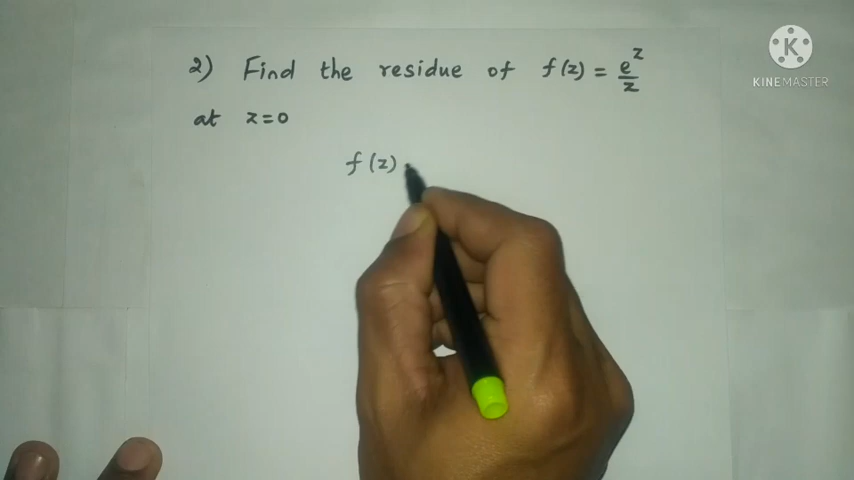 2) Find the residue of f(z) = e^z/z
at z=0
f(z)
K
KINEMASTER